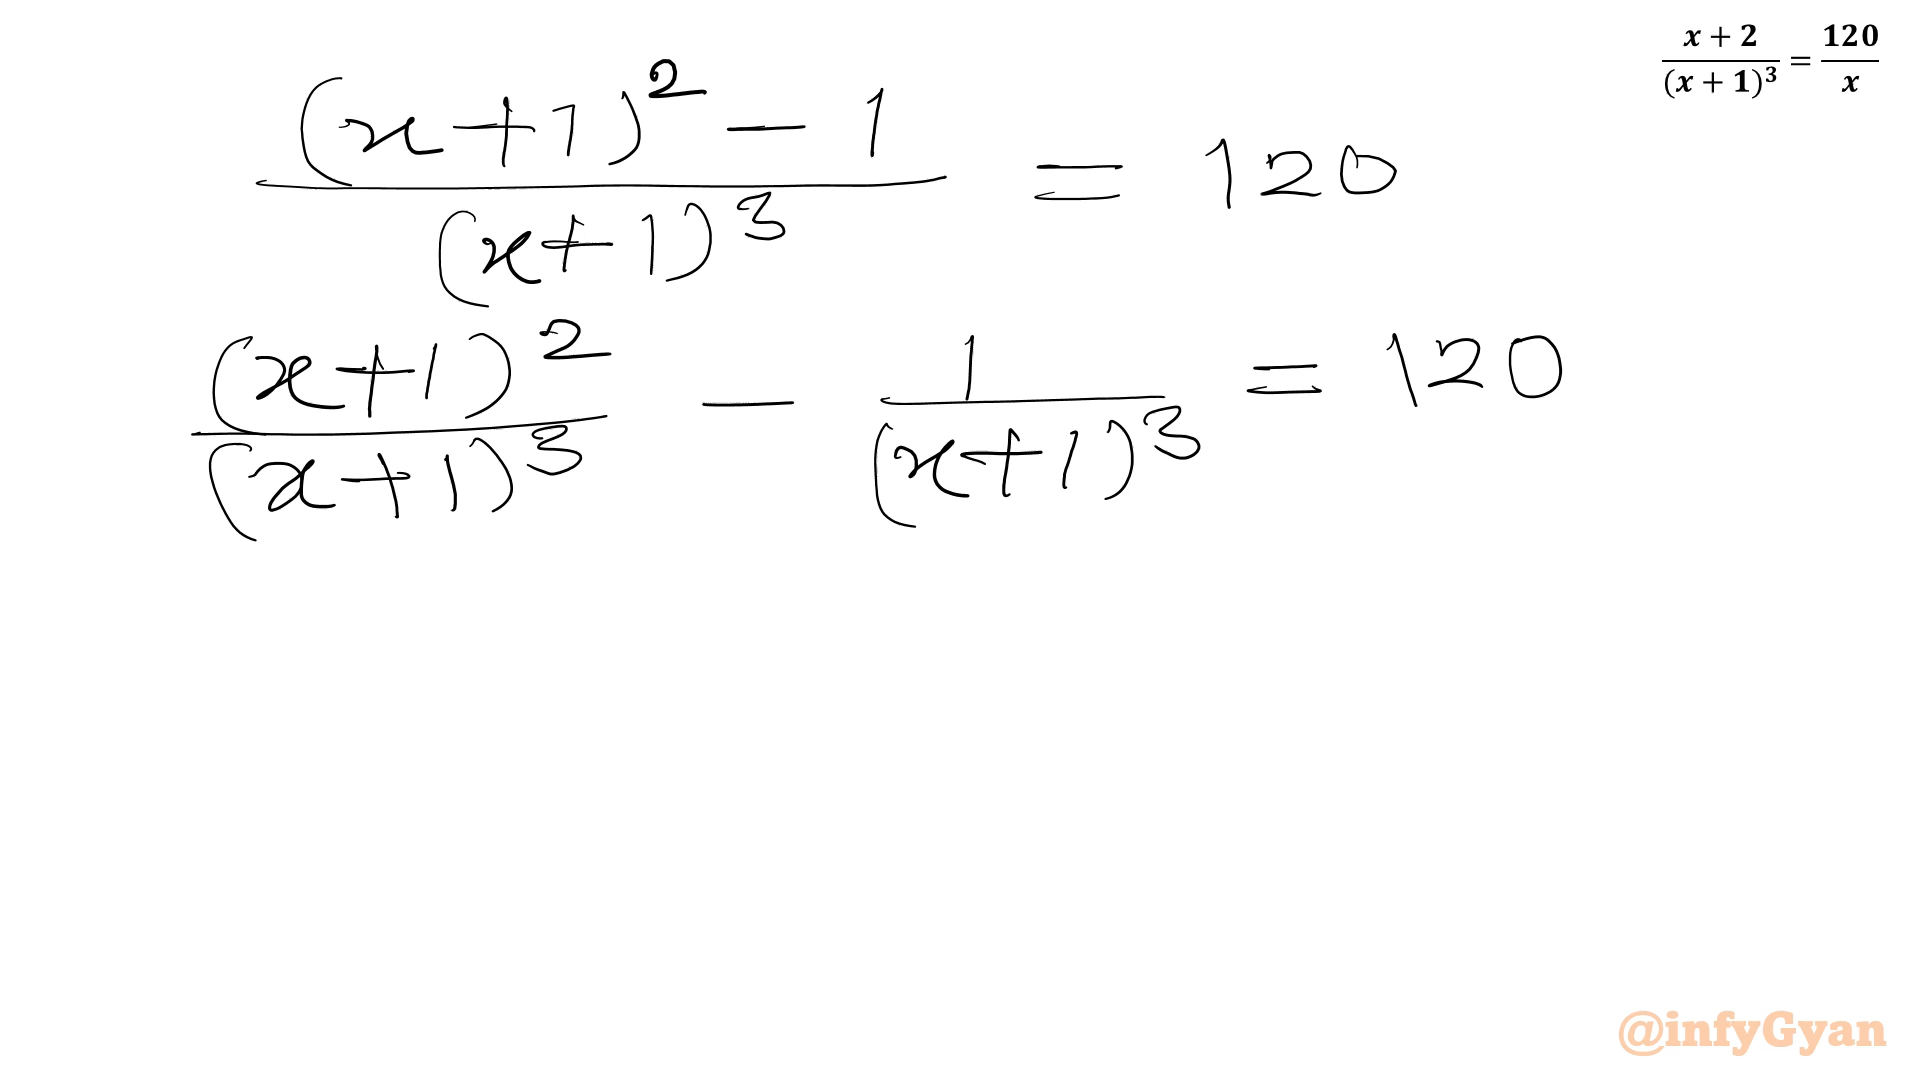 (x+2)/(x+1)³ = 120/x
((x+1)² - 1)/(x+1)³ = 120
(x+1)²/(x+1)³ - 1/(x+1)³ = 120
@infyGyan